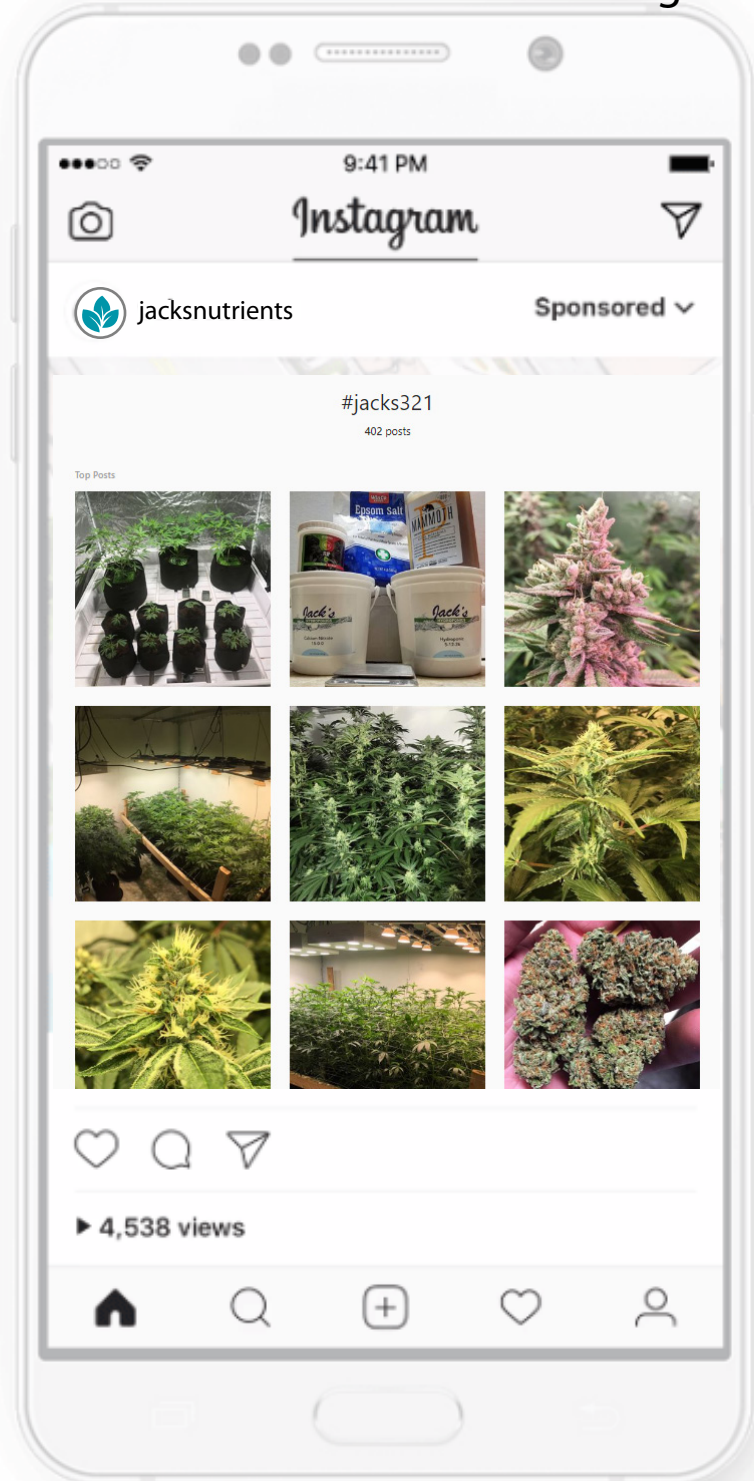 9:41 PM
Instagram
jacksnutrients
Sponsored
#jacks321
402 posts
Top Posts
Epsom Salt
MAMMOTH
P
Jack's
Jack's
4,538 views